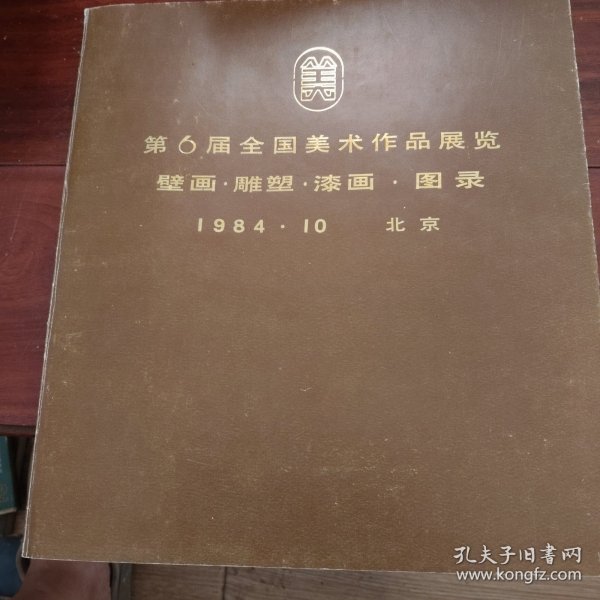 美
第6届全国美术作品展览
壁画·雕塑·漆画·图录
1984·10 北京
孔夫子旧书网
www.kongfz.com